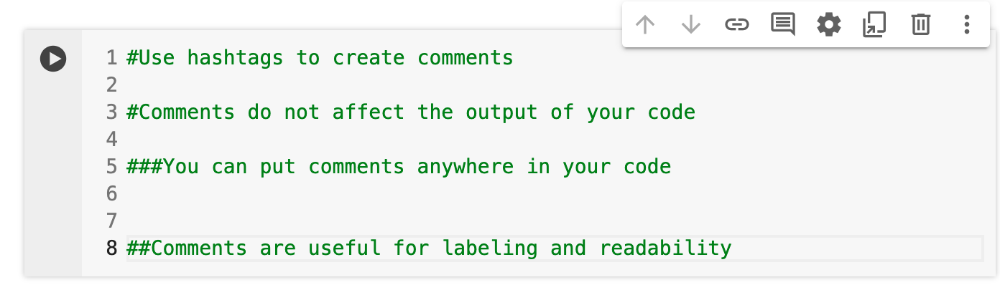 1 #Use hashtags to create comments
2
3 #Comments do not affect the output of your code
4
5 ###You can put comments anywhere in your code
6
7
8 ##Comments are useful for labeling and readability